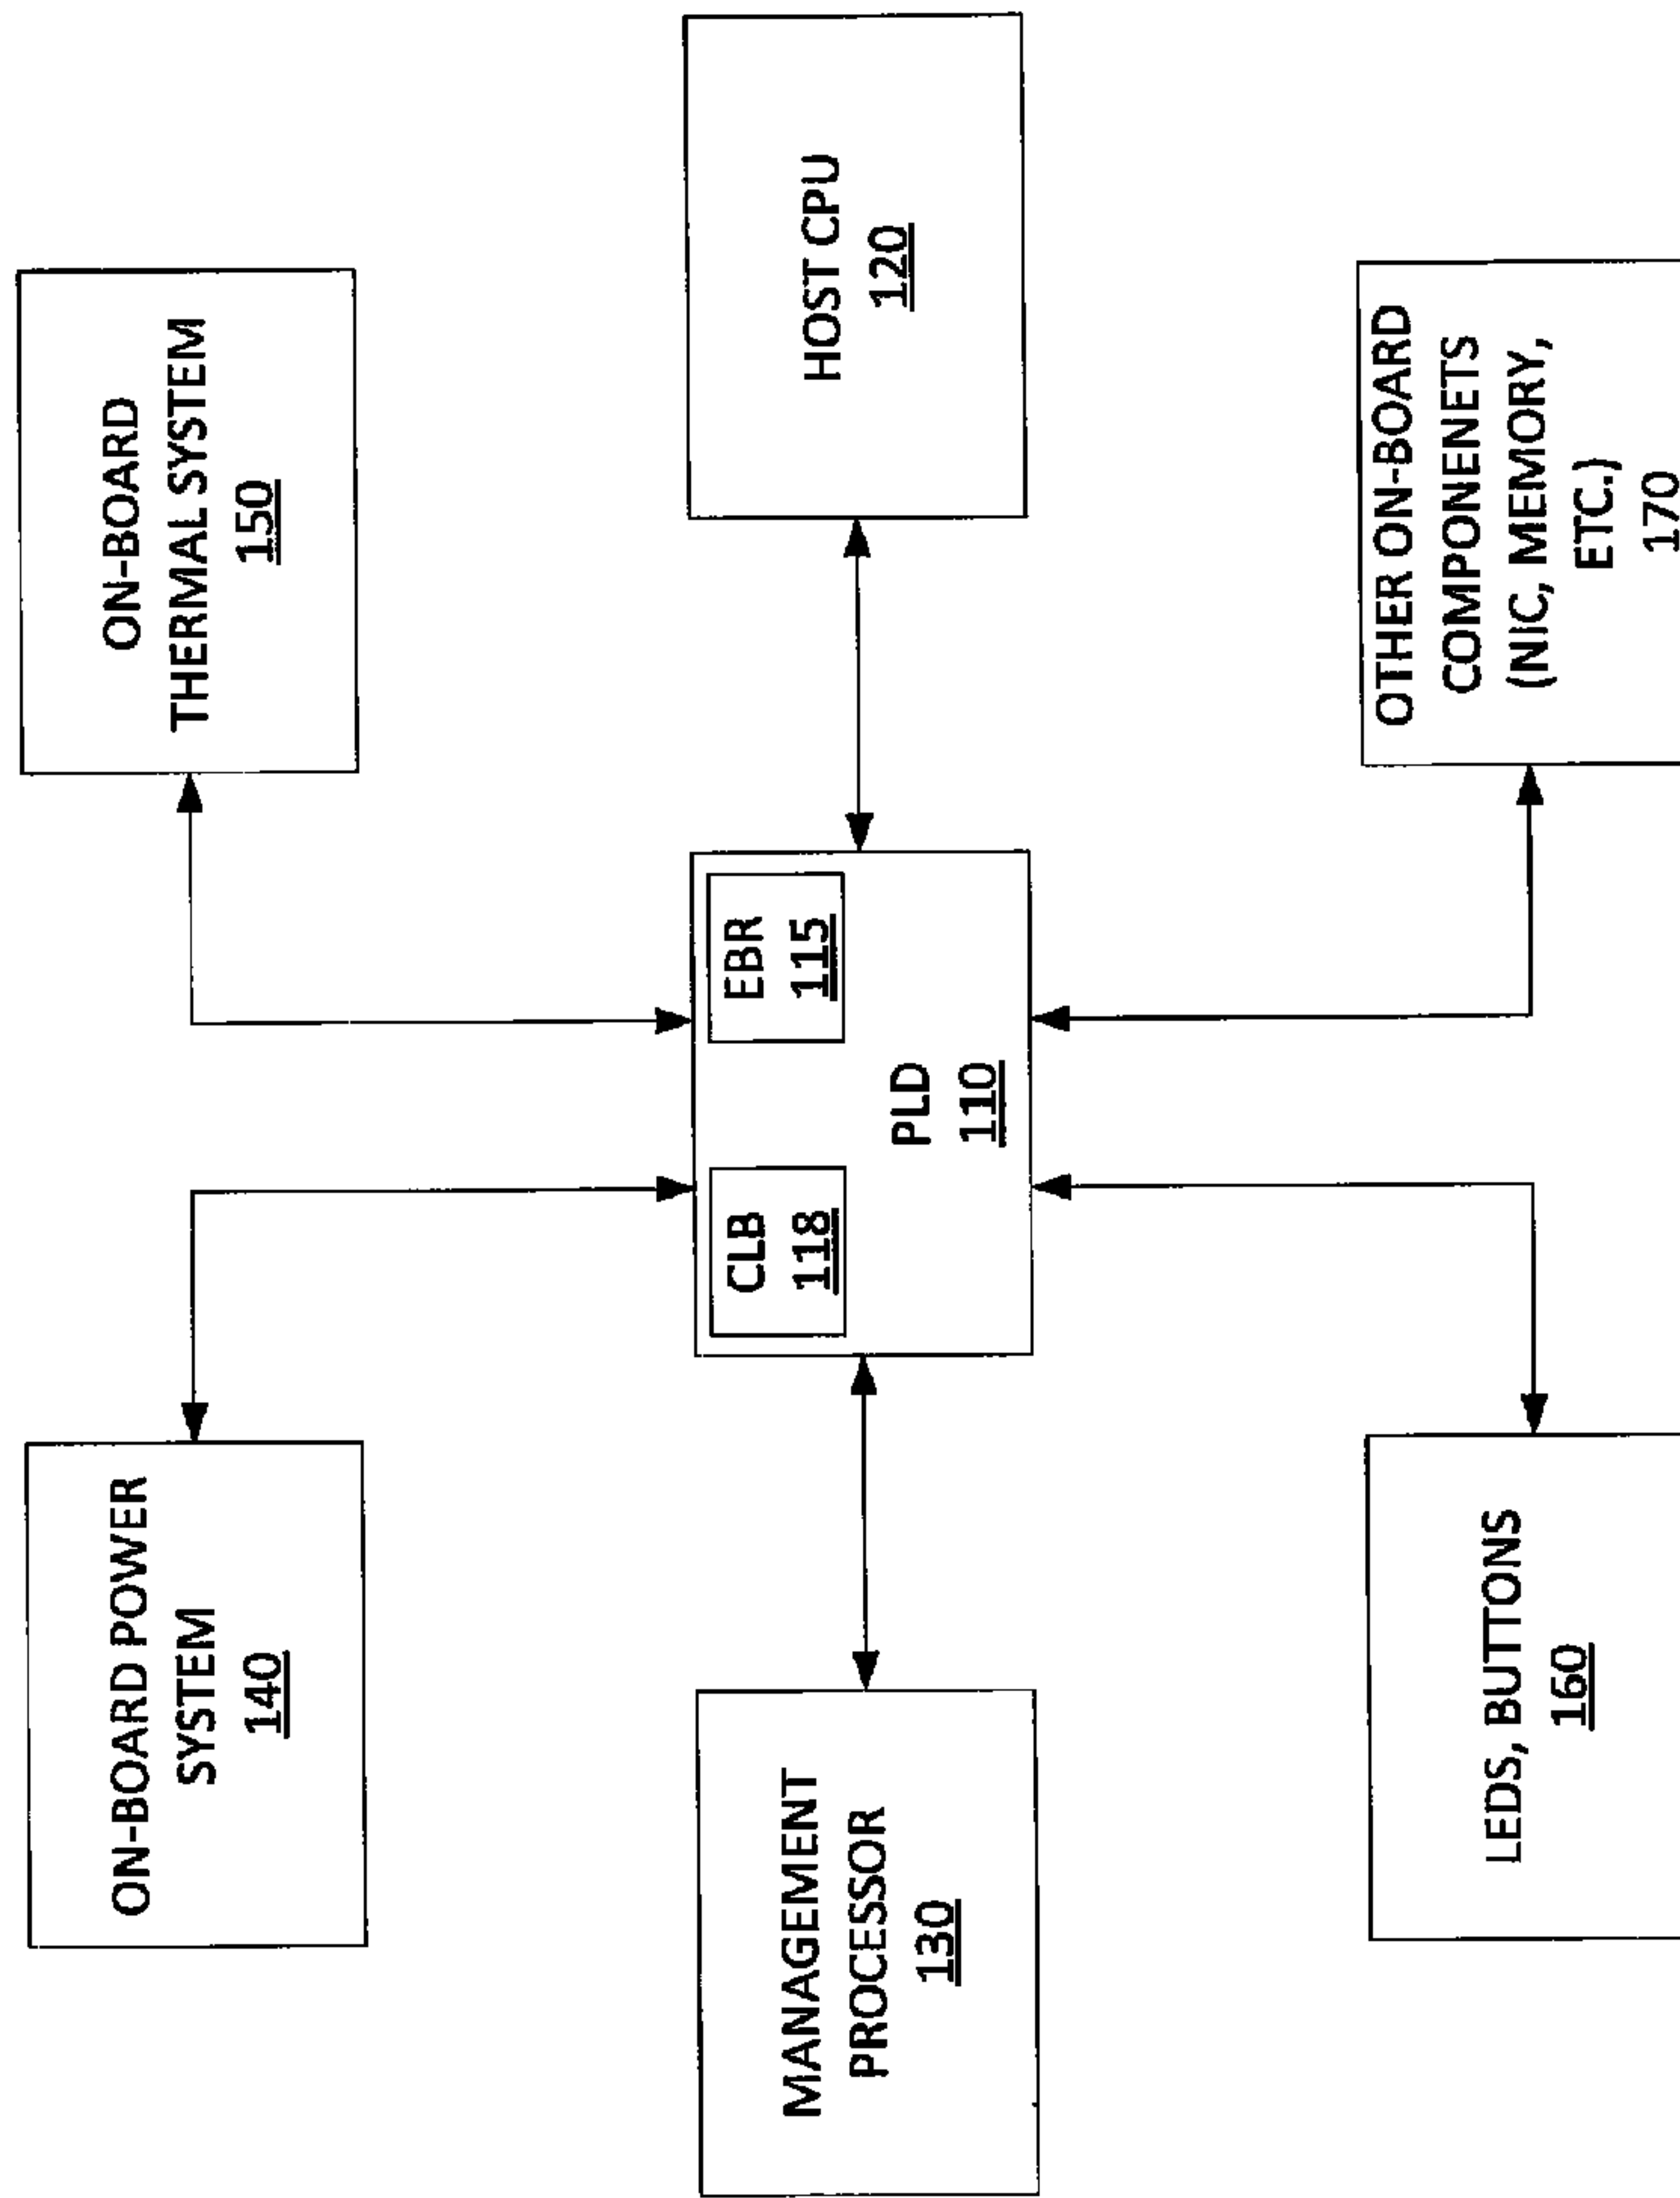 ON-BOARD POWER
SYSTEM
140
ON-BOARD
THERMAL SYSTEM
150
MANAGEMENT
PROCESSOR
130
CLB
118
EBR
115
PLD
110
HOST CPU
120
LEDS, BUTTONS
160
OTHER ON-BOARD
COMPONENETS
(NIC, MEMORY,
ETC.)
170